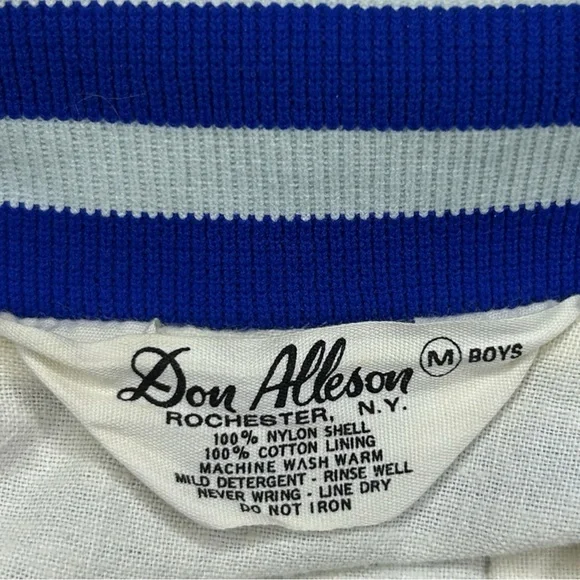 Don Alleson M BOYS
ROCHESTER, N.Y.
100% NYLON SHELL
100% COTTON LINING
MACHINE WASH WARM
MILD DETERGENT - RINSE WELL
NEVER WRING - LINE DRY
DO NOT IRON